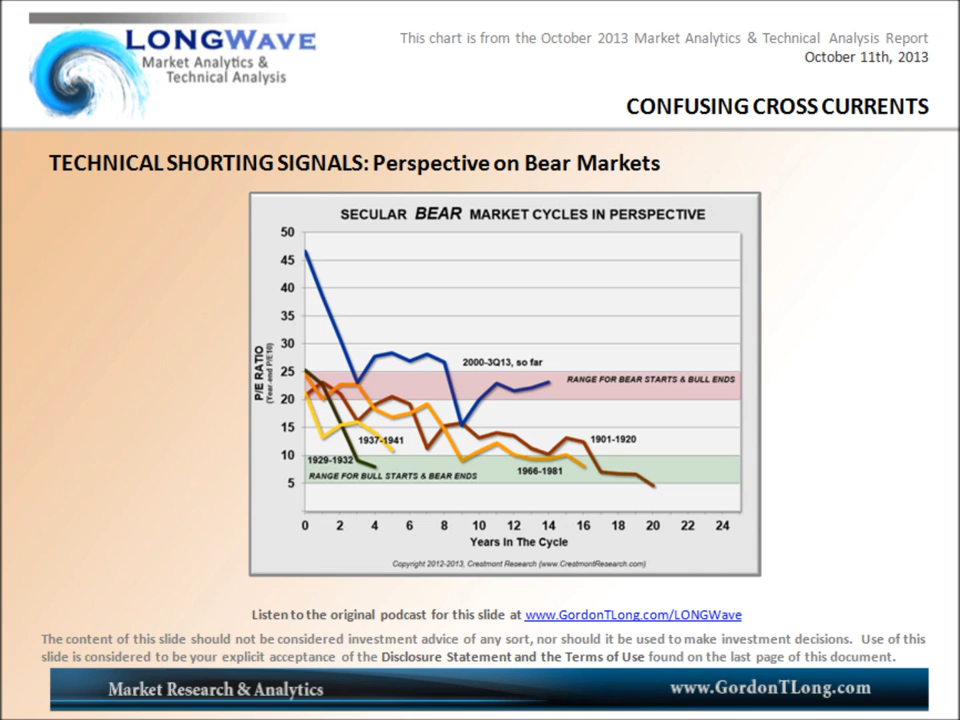 LONGWave
Market Analytics &
Technical Analysis
This chart is from the October 2013 Market Analytics & Technical Analysis Report
October 11th, 2013
CONFUSING CROSS CURRENTS
TECHNICAL SHORTING SIGNALS: Perspective on Bear Markets
SECULAR BEAR MARKET CYCLES IN PERSPECTIVE
P/E RATIO
(Year-end P/E10)
50
45
40
35
30
25
20
15
10
5
2000-3Q13, so far
RANGE FOR BEAR STARTS & BULL ENDS
1937-1941
1901-1920
1929-1932
1966-1981
RANGE FOR BULL STARTS & BEAR ENDS
0 2 4 6 8 10 12 14 16 18 20 22 24
Years In The Cycle
Copyright 2012-2013, Crestmont Research (www.CrestmontResearch.com)
Listen to the original podcast for this slide at www.GordonTLong.com/LONGWave
The content of this slide should not be considered investment advice of any sort, nor should it be used to make investment decisions. Use of this
slide is considered to be your explicit acceptance of the Disclosure Statement and the Terms of Use found on the last page of this document.
Market Research & Analytics
www.GordonTLong.com